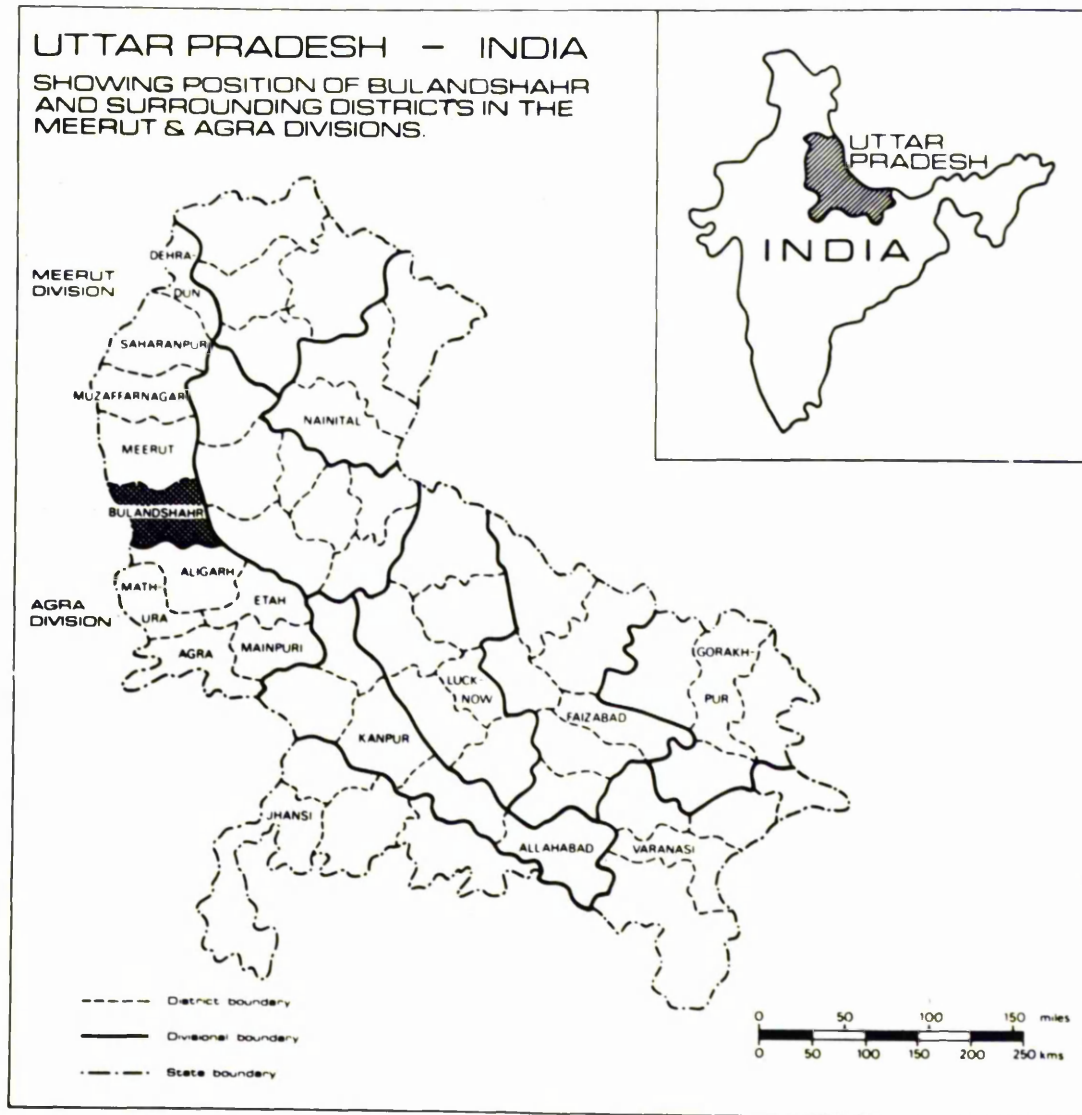 UTTAR PRADESH – INDIA
SHOWING POSITION OF BULANDSHAHR
AND SURROUNDING DISTRICTS IN THE
MEERUT & AGRA DIVISIONS.
UTTAR
PRADESH
INDIA
MEERUT
DIVISION
DEHRA-
DUN
SAHARANPUR
MUZAFFARNAGAR
NAINITAL
MEERUT
BULANDSHAHR
ALIGARH
MATH-
URA
ETAH
AGRA
DIVISION
AGRA
MAINPURI
LUCK-
NOW
GORAKH-
PUR
FAIZABAD
KANPUR
JHANSI
ALLAHABAD
VARANASI
District boundary
Divisional boundary
State boundary
0 50 100 150 miles
0 50 100 150 200 250 kms